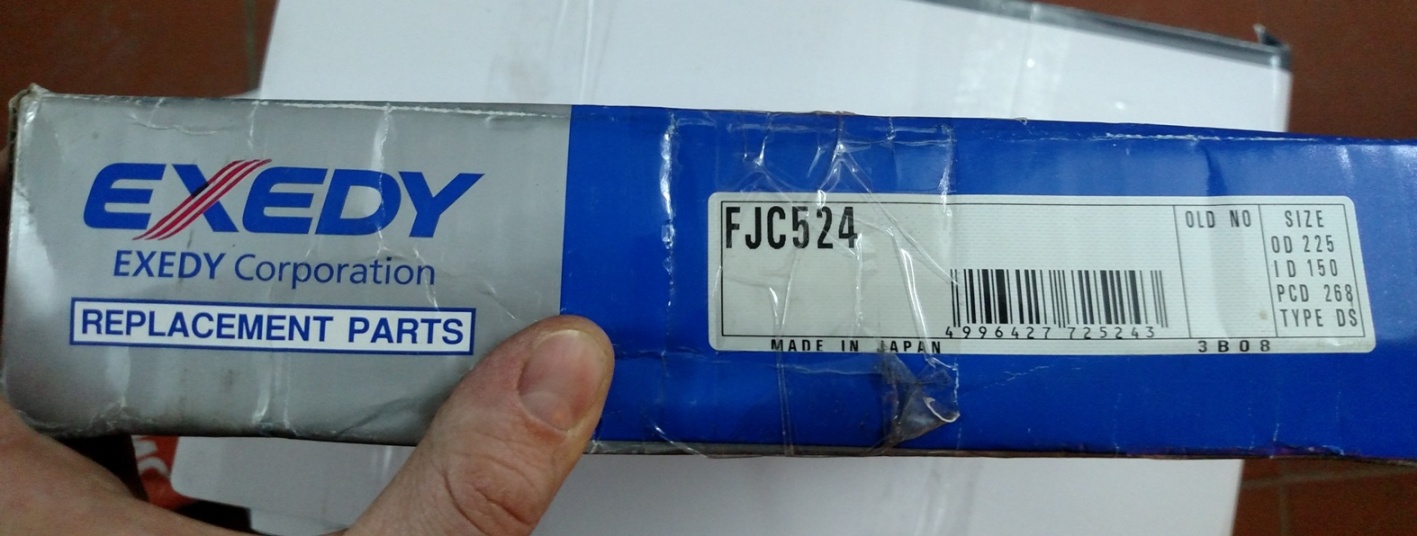 EXEDY
EXEDY Corporation
REPLACEMENT PARTS
FJC524
4996427 725243
MADE IN JAPAN
OLD NO
3B08
SIZE
OD 225
ID 150
PCD 268
TYPE DS